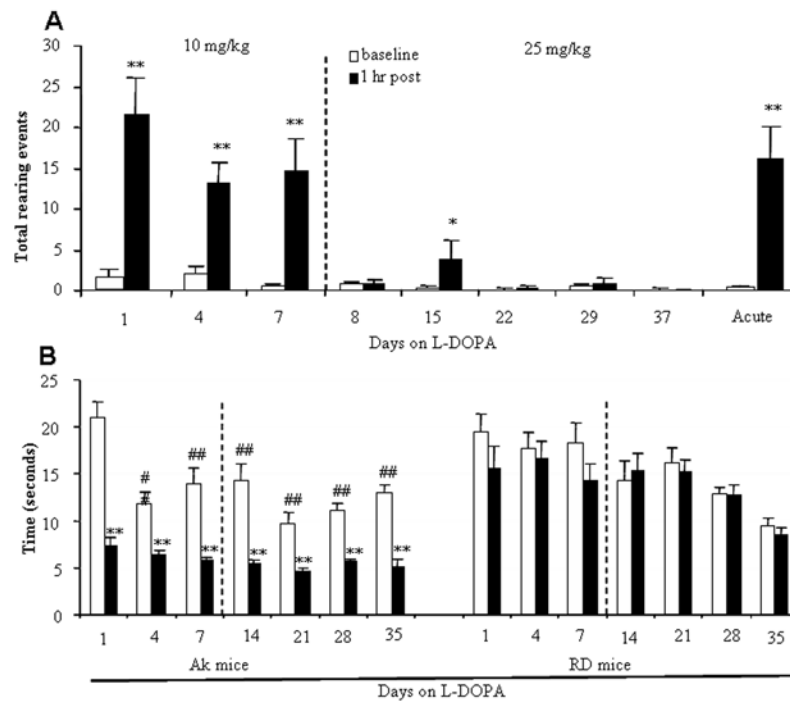 A
10 mg/kg
25 mg/kg
baseline
1 hr post
Total rearing events
30
25
20
15
10
5
0
**
**
**
*
**
1 4 7 8 15 22 29 37 Acute
Days on L-DOPA
B
Time (seconds)
25
20
15
10
5
0
#
#
## ## ## ## ##
** ** ** ** ** ** **
1 4 7 14 21 28 35 1 4 7 14 21 28 35
Ak mice RD mice
Days on L-DOPA